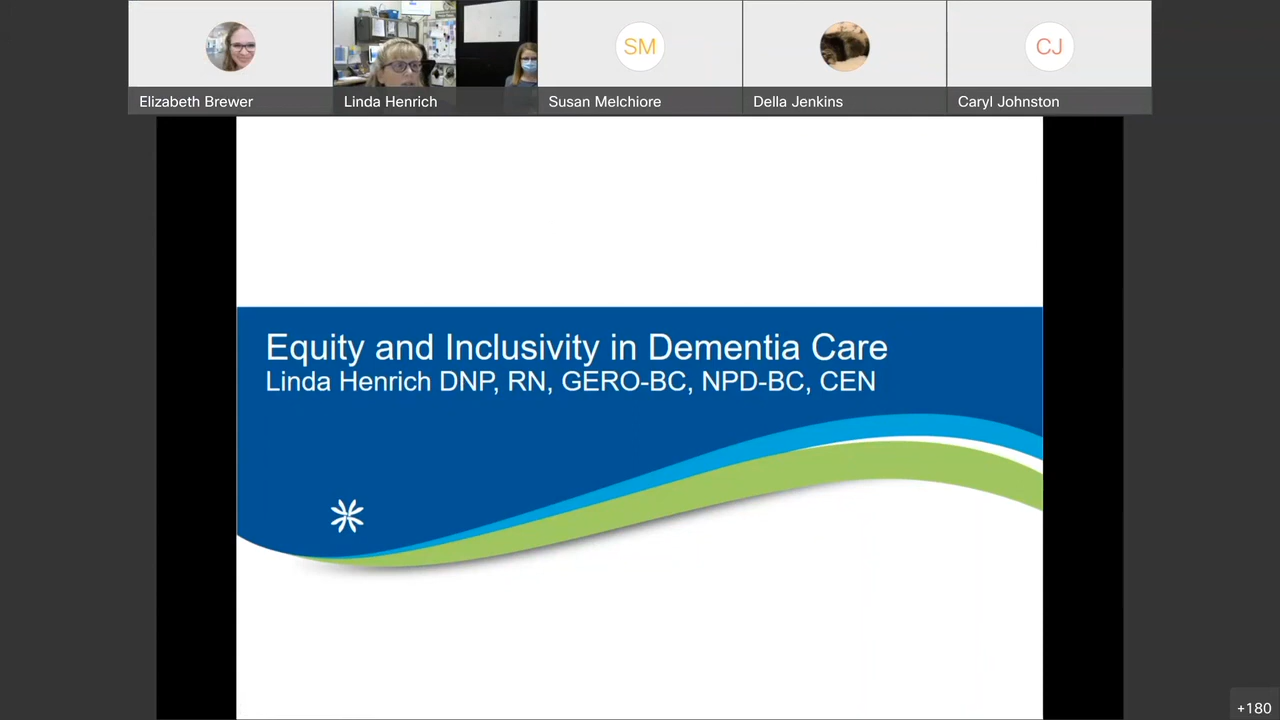 SM
CJ
Elizabeth Brewer
Linda Henrich
Susan Melchiore
Della Jenkins
Caryl Johnston
Equity and Inclusivity in Dementia Care
Linda Henrich DNP, RN, GERO-BC, NPD-BC, CEN
+180